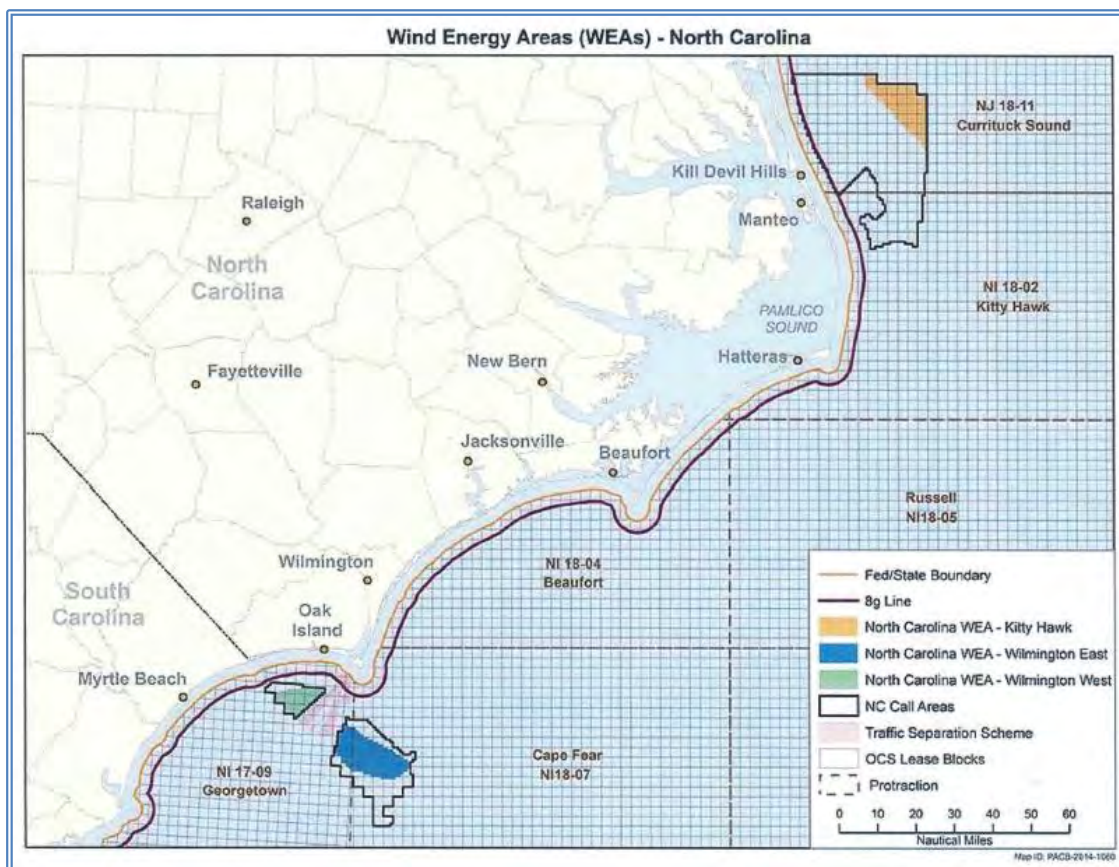 Wind Energy Areas (WEAs) - North Carolina
NJ 18-11
Currituck Sound
Kill Devil Hills
Raleigh
Manteo
North
Carolina
NI 18-02
Kitty Hawk
PAMLICO
SOUND
Hatteras
New Bern
Fayetteville
Jacksonville
Beaufort
Russell
NI18-05
Wilmington
NI 18-04
Beaufort
South
Carolina
Oak
Island
Myrtle Beach
Cape Fear
NI18-07
NI 17-09
Georgetown
Fed/State Boundary
8g Line
North Carolina WEA - Kitty Hawk
North Carolina WEA - Wilmington East
North Carolina WEA - Wilmington West
NC Call Areas
Traffic Separation Scheme
OCS Lease Blocks
Protraction
0 10 20 30 40 50 60
Nautical Miles
Map ID: PACB-2014-